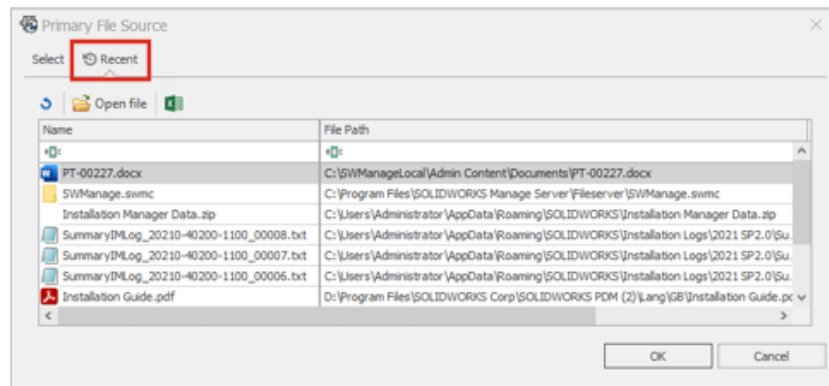 Primary File Source
Select Recent
Open file
Name File Path
PT-00227.docx C:\SWManageLocal\Admin Content\Documents\PT-00227.docx
SWManage.swmc C:\Program Files\SOLIDWORKS Manage Server\Fileserver\SWManage.swmc
Installation Manager Data.zip C:\Users\Administrator\AppData\Roaming\SOLIDWORKS\Installation Manager Data.zip
SummaryIMLog_20210-40200-1100_00008.txt C:\Users\Administrator\AppData\Roaming\SOLIDWORKS\Installation Logs\2021 SP2.0\Su.
SummaryIMLog_20210-40200-1100_00007.txt C:\Users\Administrator\AppData\Roaming\SOLIDWORKS\Installation Logs\2021 SP2.0\Su.
SummaryIMLog_20210-40200-1100_00006.txt C:\Users\Administrator\AppData\Roaming\SOLIDWORKS\Installation Logs\2021 SP2.0\Su.
Installation Guide.pdf D:\Program Files\SOLIDWORKS Corp\SOLIDWORKS PDM (2)\Lang\GB\Installation Guide.pc
OK Cancel